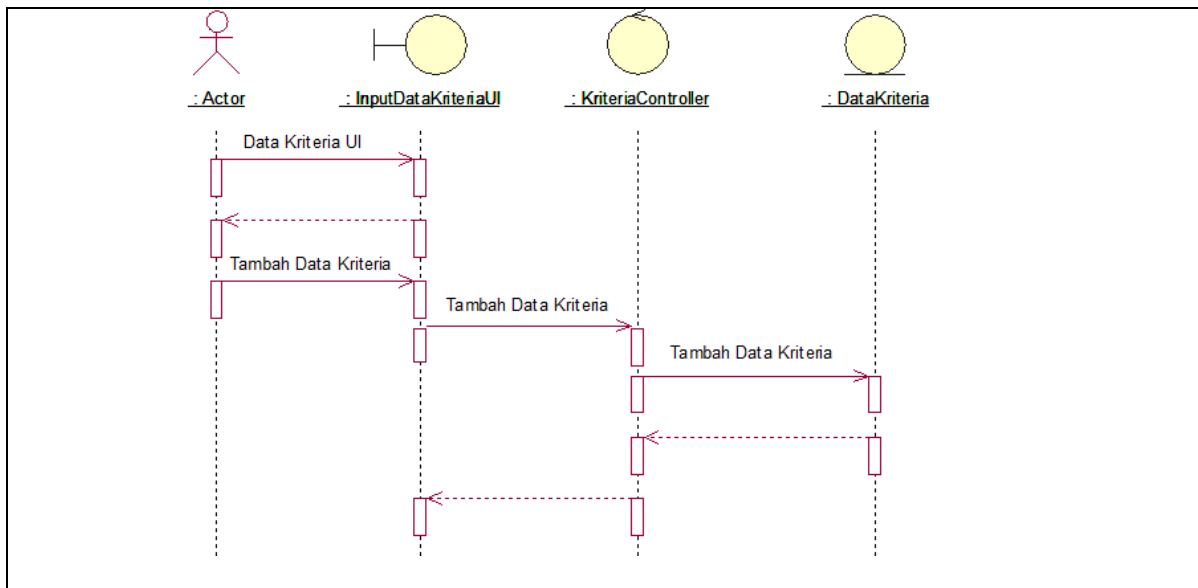 : Actor
: InputDataKriteriaUI
: KriteriaController
: DataKriteria
Data Kriteria UI
Tambah Data Kriteria
Tambah Data Kriteria
Tambah Data Kriteria